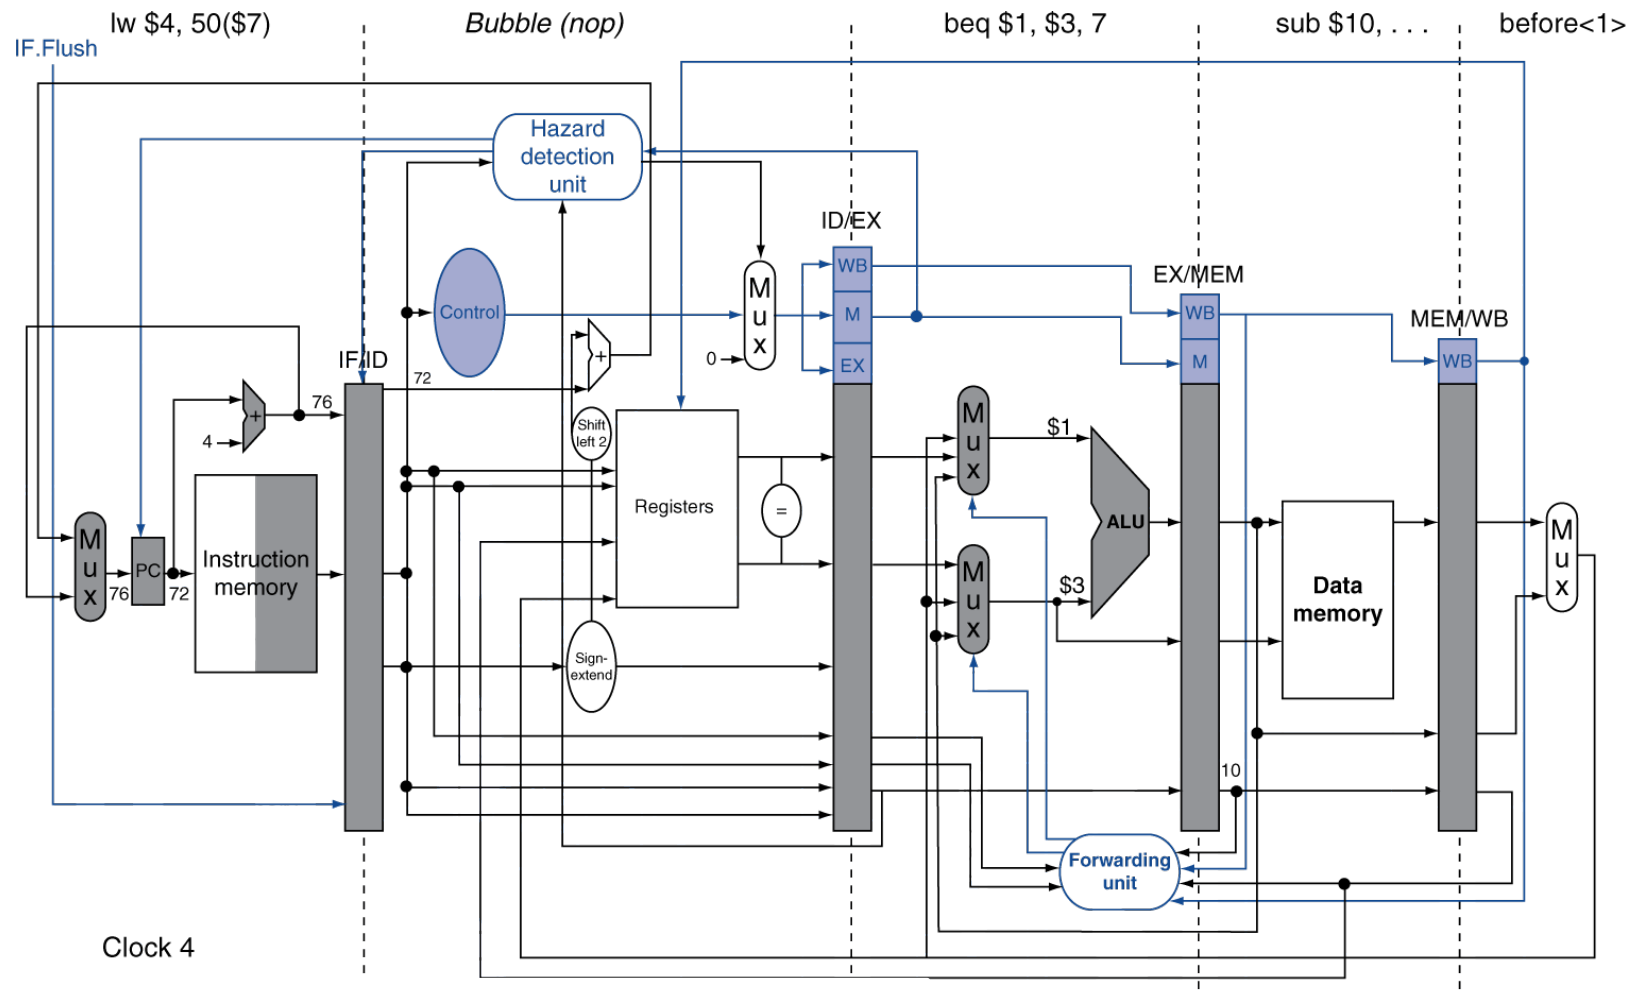 lw $4, 50($7)
Bubble (nop)
beq $1, $3, 7
sub $10, . . .
before<1>
IF.Flush
Hazard
detection
unit
ID/EX
WB
M
EX
Control
M
u
x
0
EX/MEM
WB
M
MEM/WB
WB
IF/ID
72
+
76
+
4
Shift
left 2
M
u
x
$1
Registers
=
ALU
M
u
x
76
PC
72
Instruction
memory
M
u
x
$3
Data
memory
M
u
x
Sign-
extend
10
Forwarding
unit
Clock 4